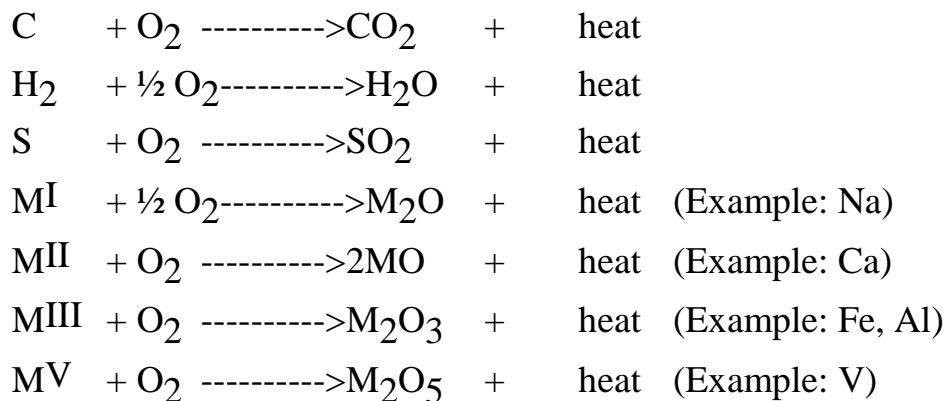 C + O2 ---------->CO2 + heat
H2 + ½ O2---------->H2O + heat
S + O2 ---------->SO2 + heat
MI + ½ O2---------->M2O + heat (Example: Na)
MII + O2 ---------->2MO + heat (Example: Ca)
MIII + O2 ---------->M2O3 + heat (Example: Fe, Al)
MV + O2 ---------->M2O5 + heat (Example: V)